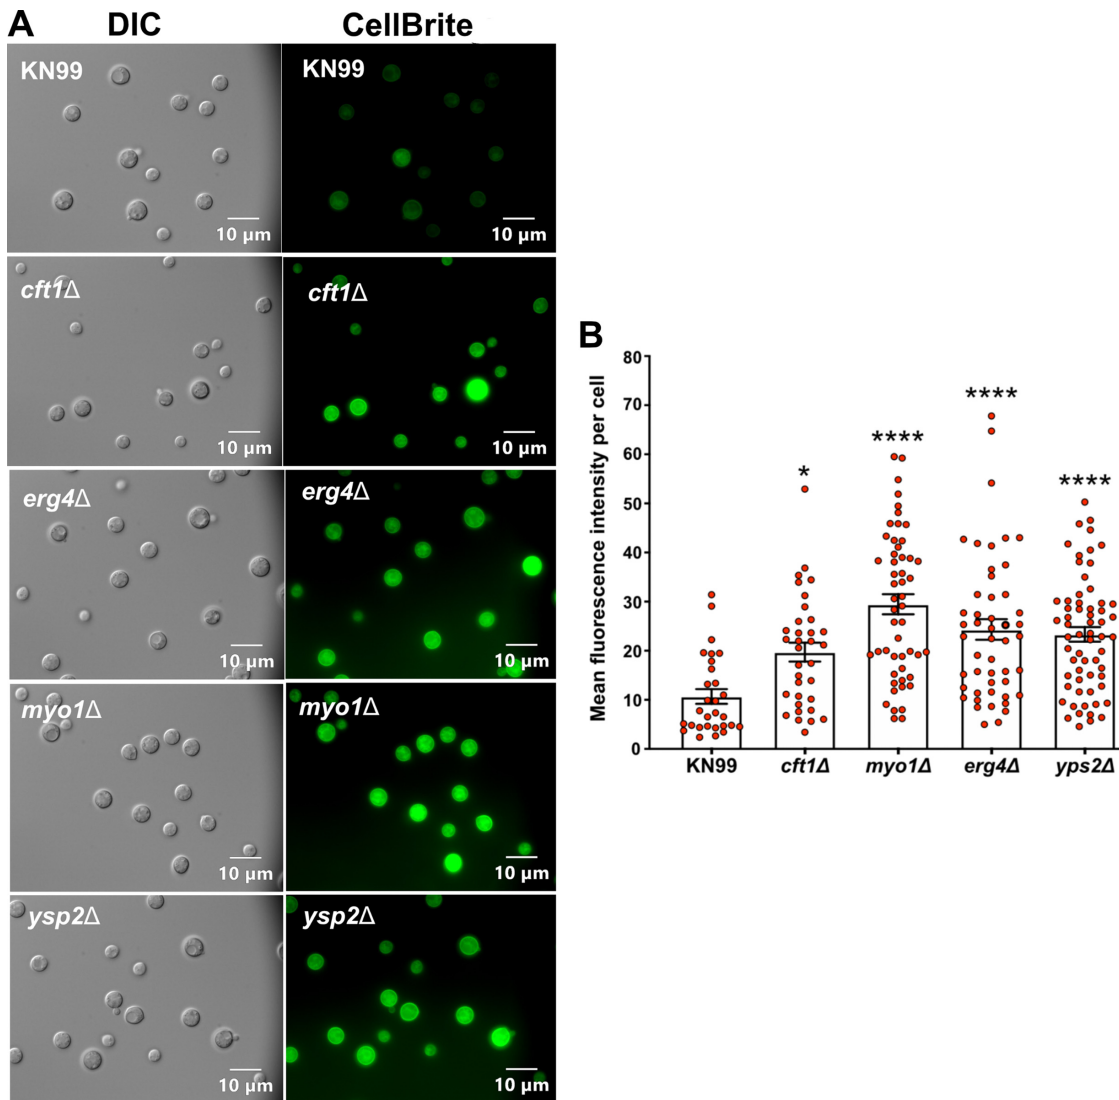 A
DIC
CellBrite
KN99
KN99
10 µm
10 µm
cft1Δ
cft1Δ
10 µm
10 µm
erg4Δ
erg4Δ
10 µm
10 µm
myo1Δ
myo1Δ
10 µm
10 µm
ysp2Δ
ysp2Δ
10 µm
10 µm
B
Mean fluorescence intensity per cell
80
70
60
50
40
30
20
10
0
*
****
****
****
KN99
cft1Δ
myo1Δ
erg4Δ
yps2Δ